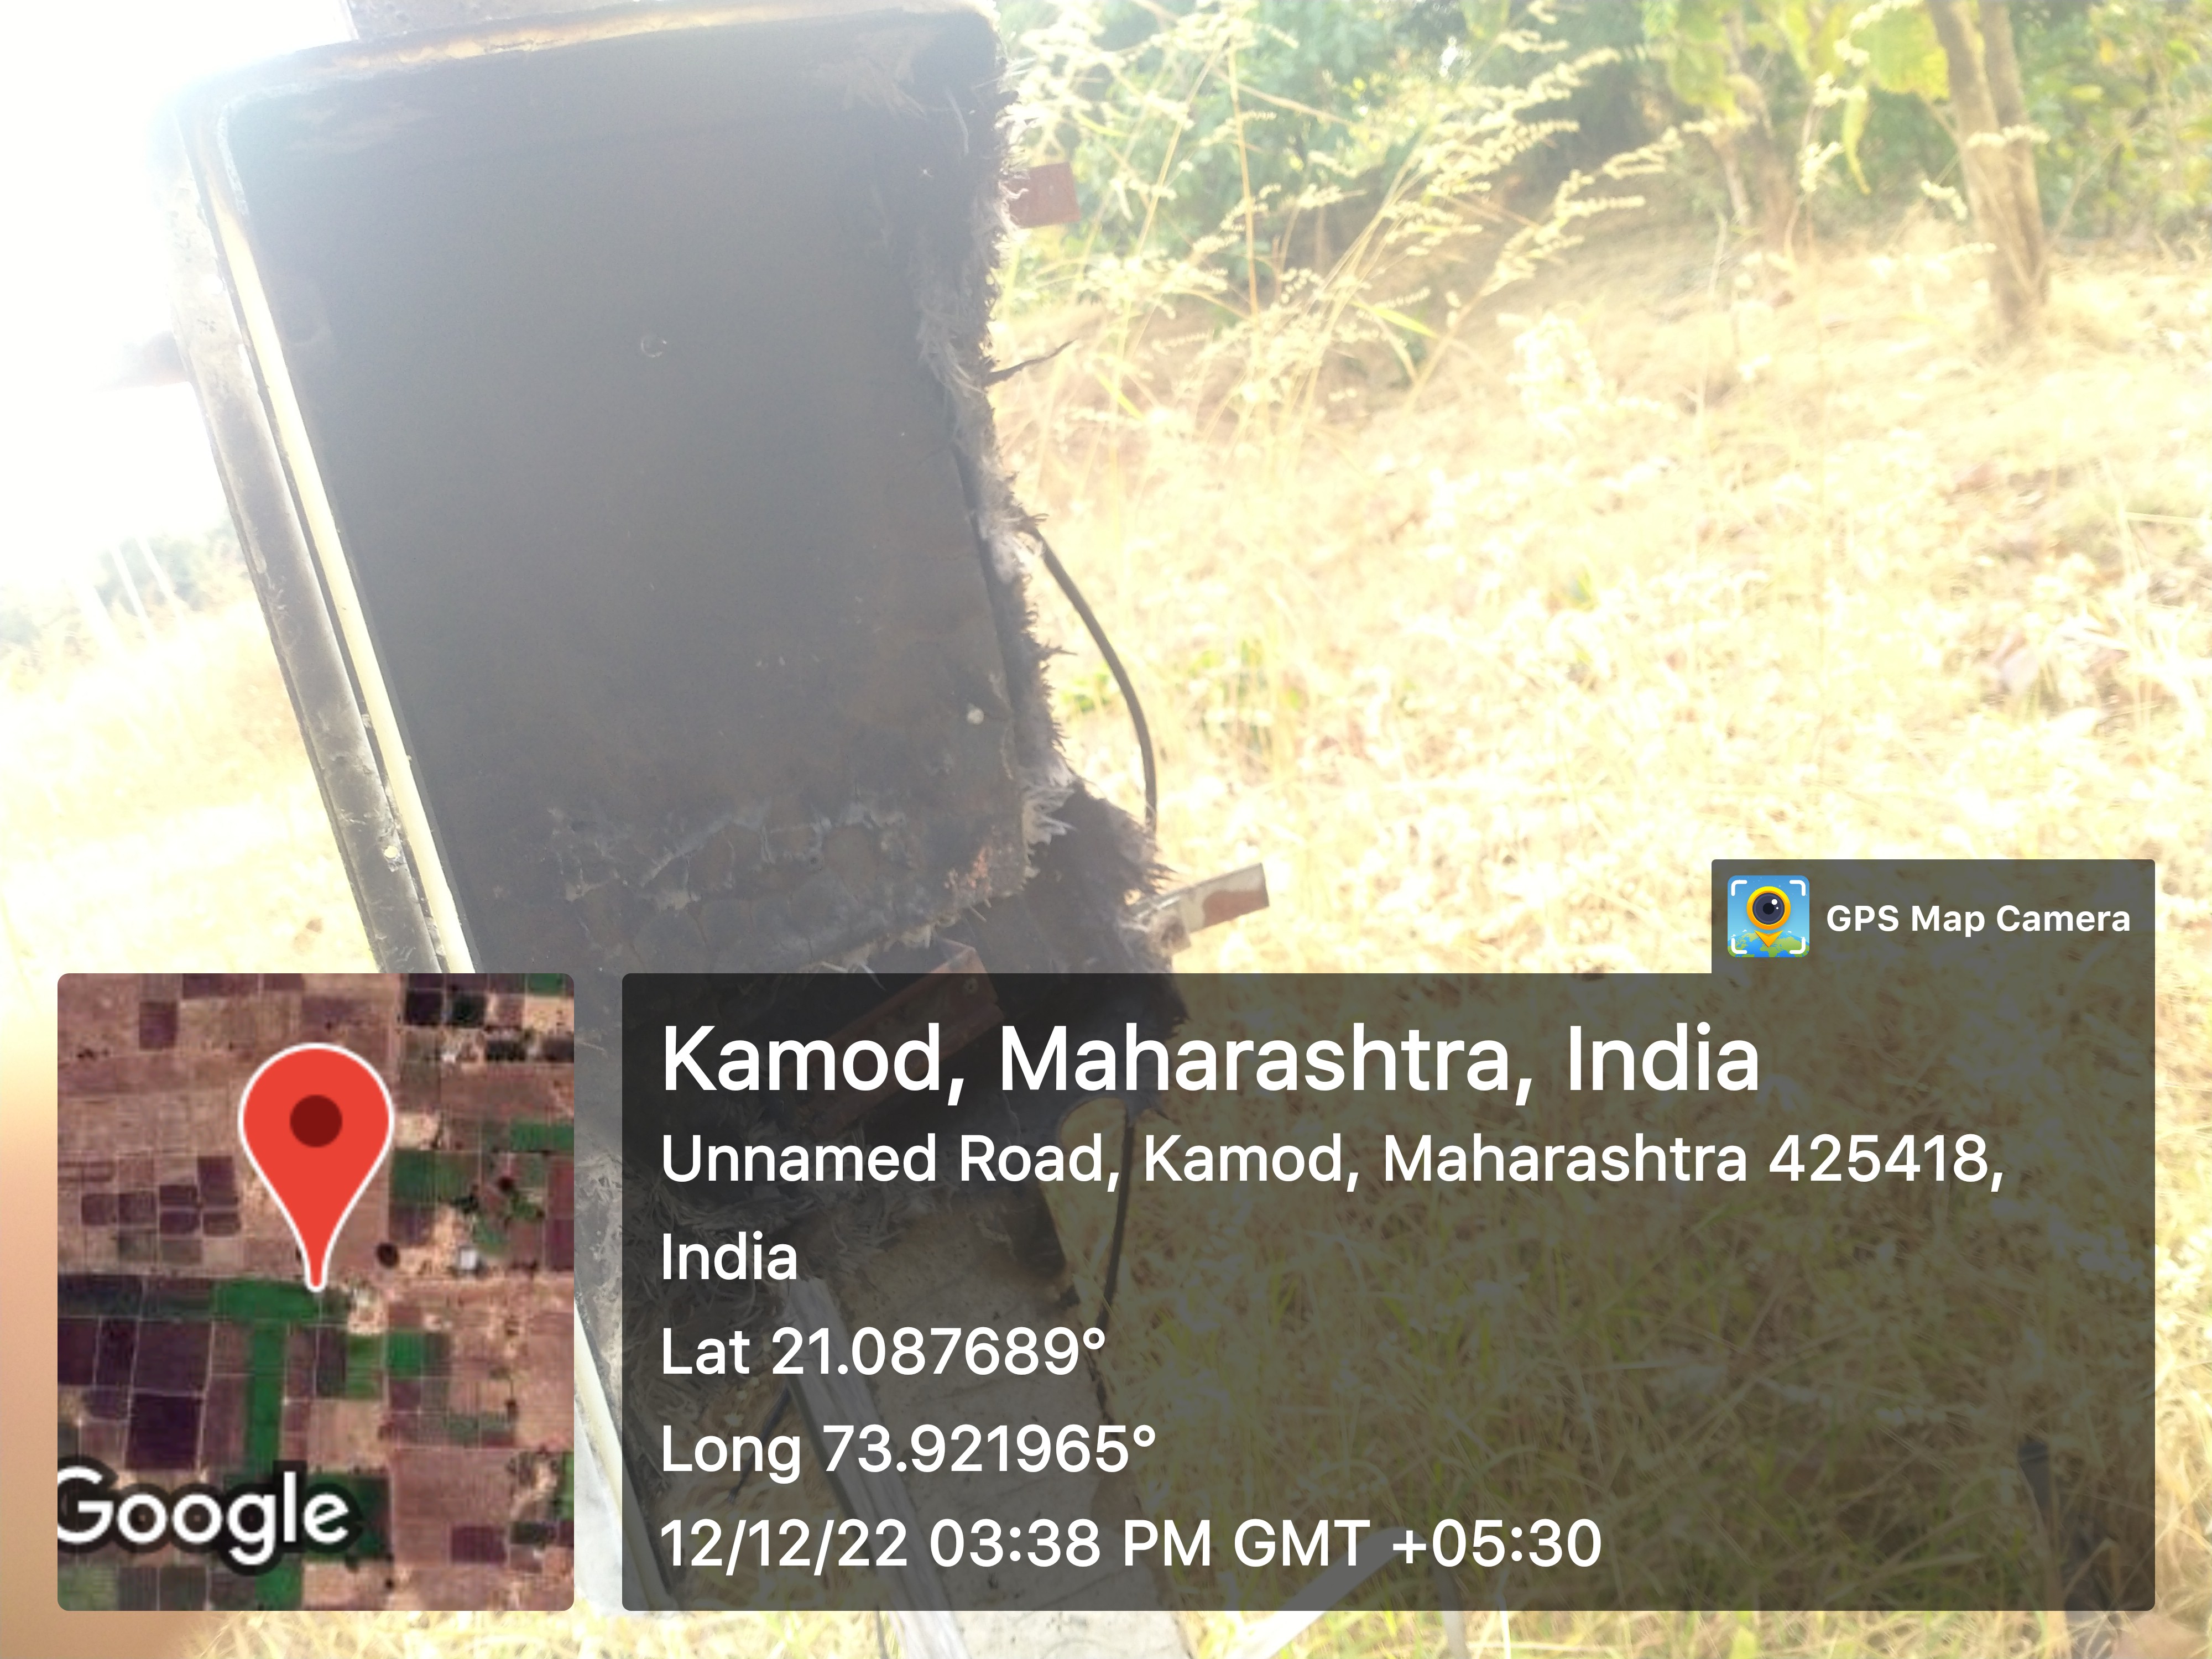 GPS Map Camera
Kamod, Maharashtra, India
Unnamed Road, Kamod, Maharashtra 425418,
India
Lat 21.087689°
Long 73.921965°
12/12/22 03:38 PM GMT +05:30
Google